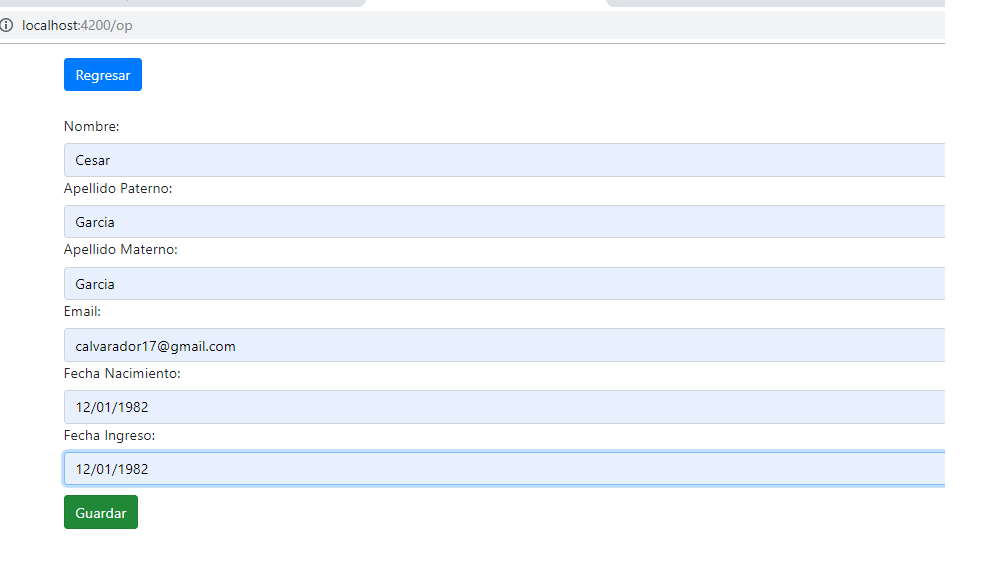 localhost:4200/op
Regresar
Nombre:
Cesar
Apellido Paterno:
Garcia
Apellido Materno:
Garcia
Email:
calvarador17@gmail.com
Fecha Nacimiento:
12/01/1982
Fecha Ingreso:
12/01/1982
Guardar